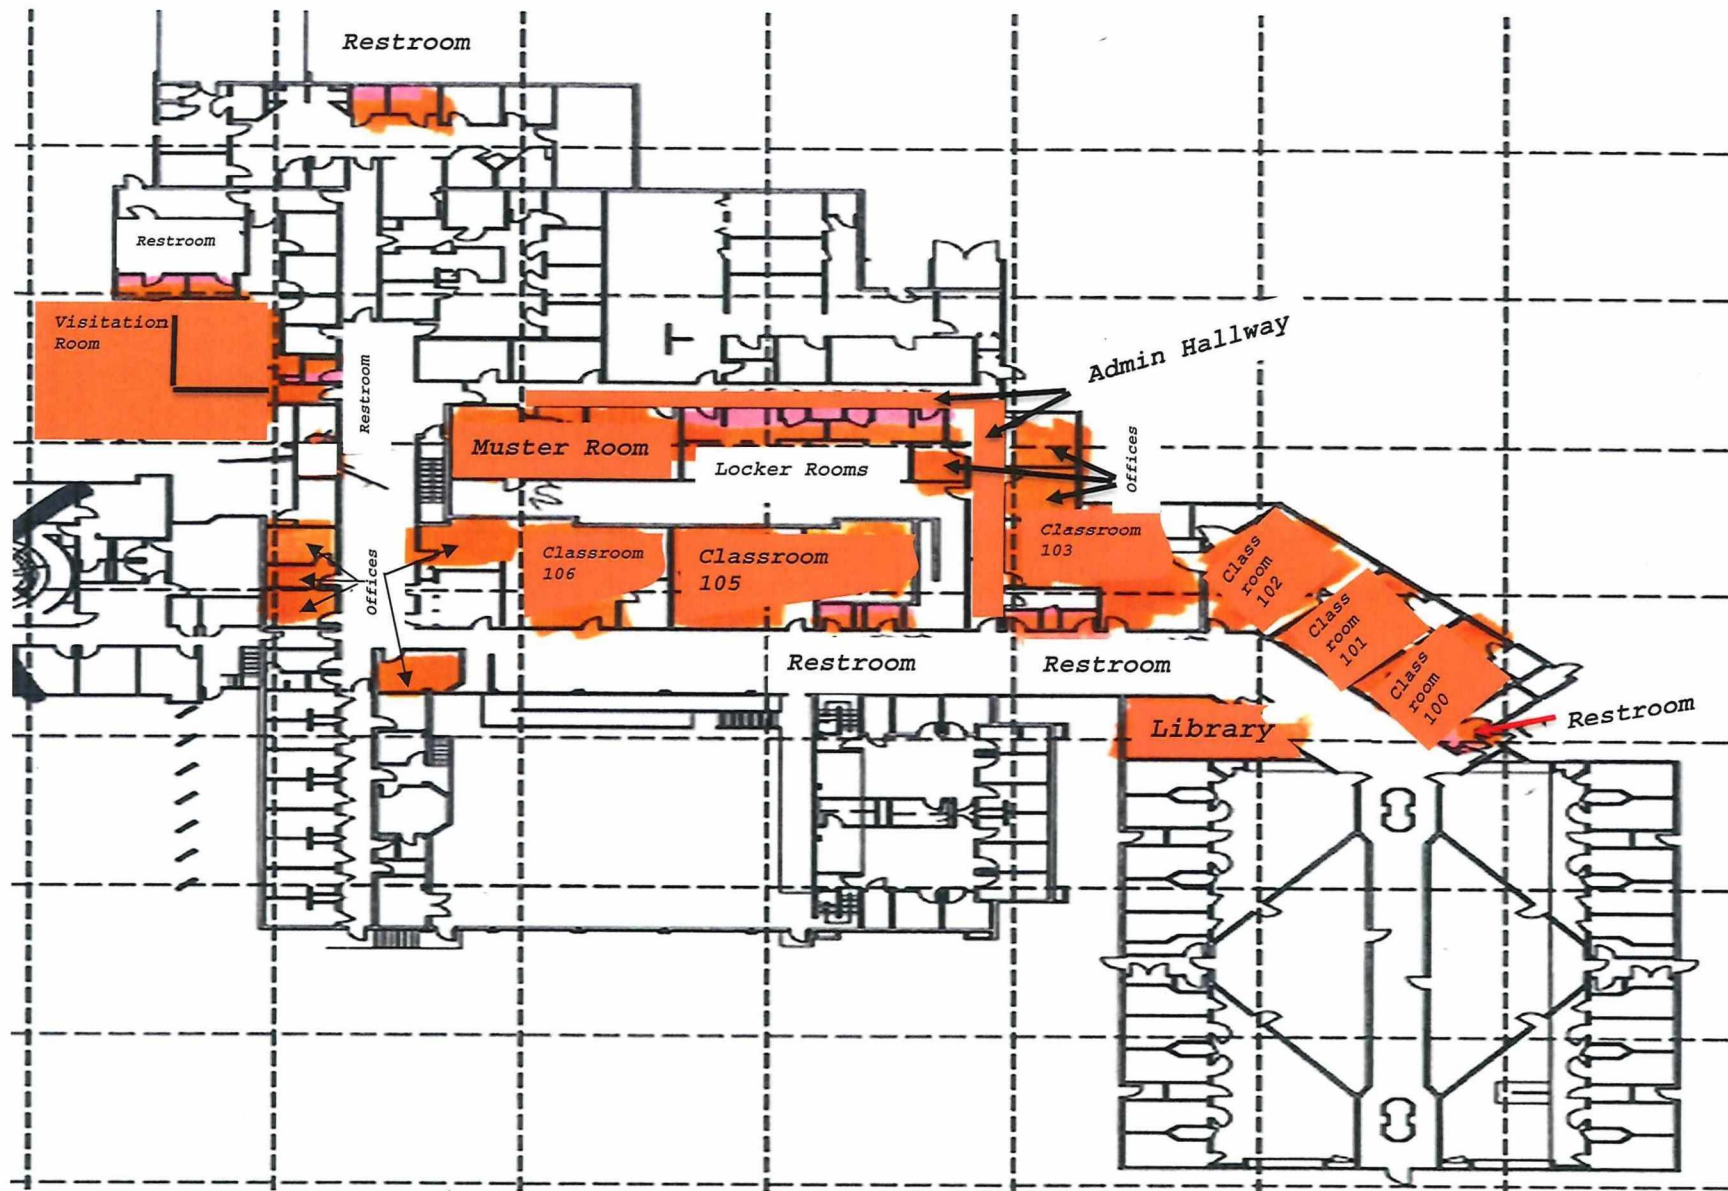 Restroom
Restroom
Visitation
Room
Restroom
Admin Hallway
Muster Room
Locker Rooms
Offices
Classroom
103
Classroom
106
Classroom
105
Offices
Class
room
102
Class
room
101
Class
room
100
Restroom
Restroom
Library
Restroom